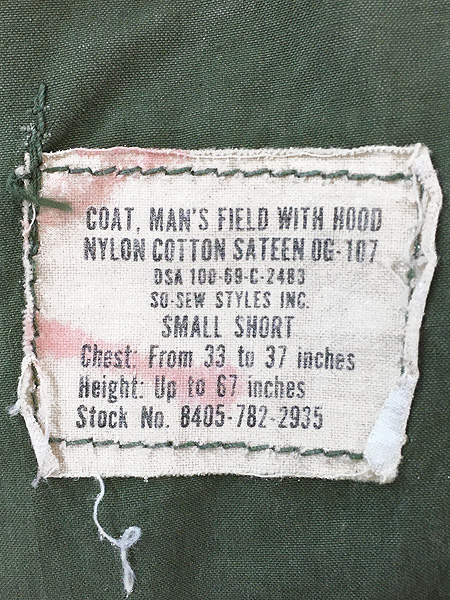 COAT, MAN'S FIELD WITH HOOD
NYLON COTTON SATEEN OG-107
DSA 100-69-C-2483
SO-SEW STYLES INC.
SMALL SHORT
Chest: From 33 to 37 inches
Height: Up to 67 inches
Stock No. 8405-782-2935